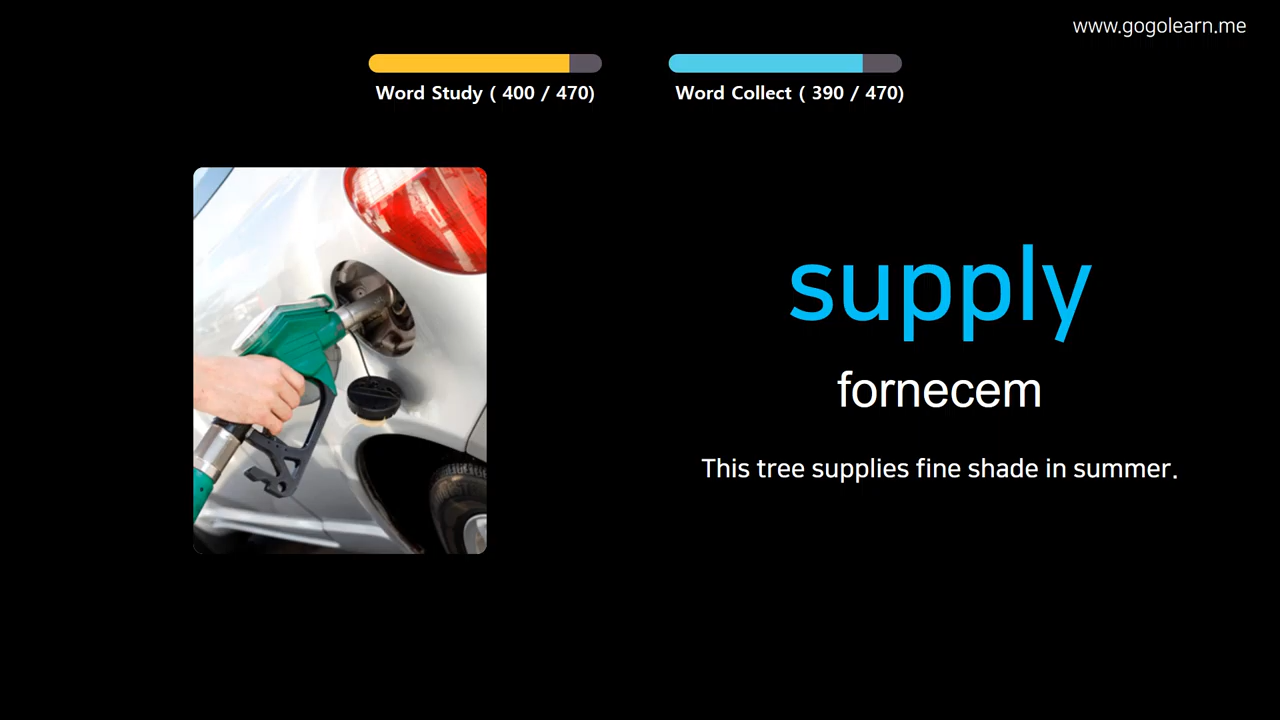 www.gogolearn.me
Word Study ( 400 / 470)
Word Collect ( 390 / 470)
supply
fornecem
This tree supplies fine shade in summer.